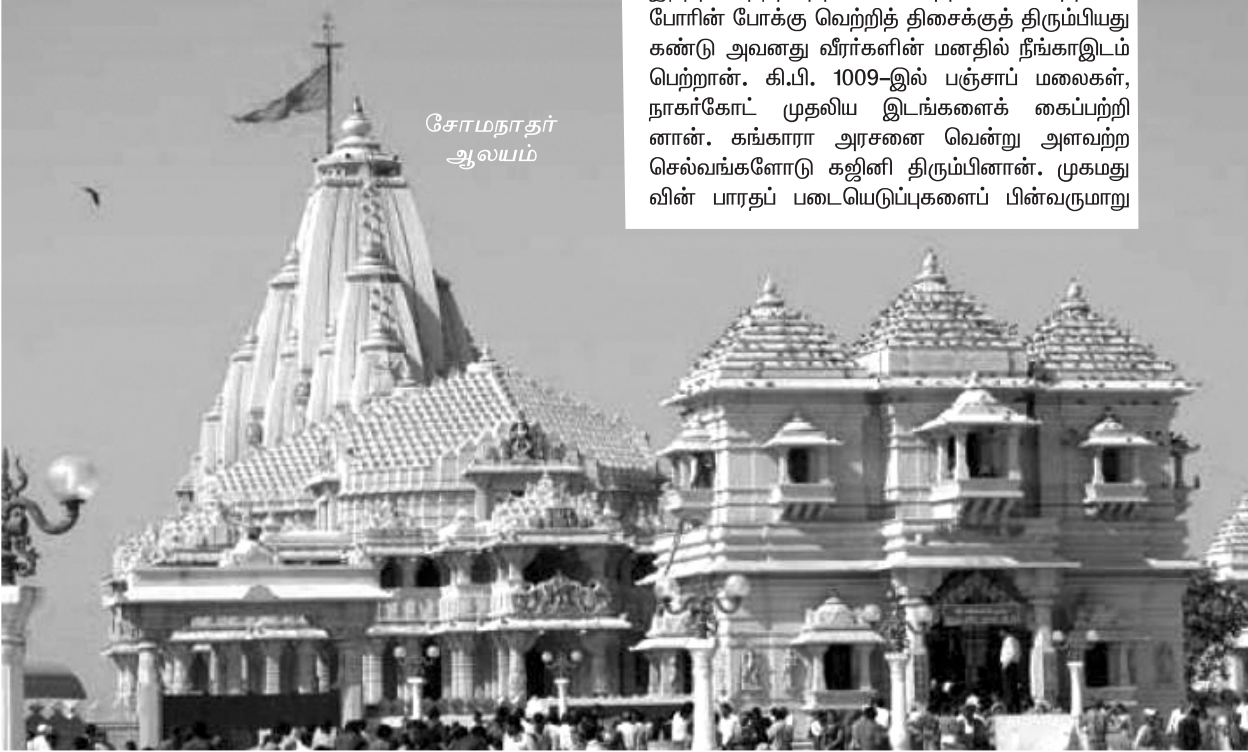 போரின் போக்கு வெற்றித் திசைக்குத் திரும்பியது
கண்டு அவனது வீரர்களின் மனதில் நீங்காஇடம்
பெற்றான். கி.பி. 1009–இல் பஞ்சாப் மலைகள்,
நாகர்கோட் முதலிய இடங்களைக் கைப்பற்றி
னான். கங்காரா அரசனை வென்று அளவற்ற
செல்வங்களோடு கஜினி திரும்பினான். முகமது
வின் பாரதப் படையெடுப்புகளைப் பின்வருமாறு
சோமநாதர்
ஆலயம்